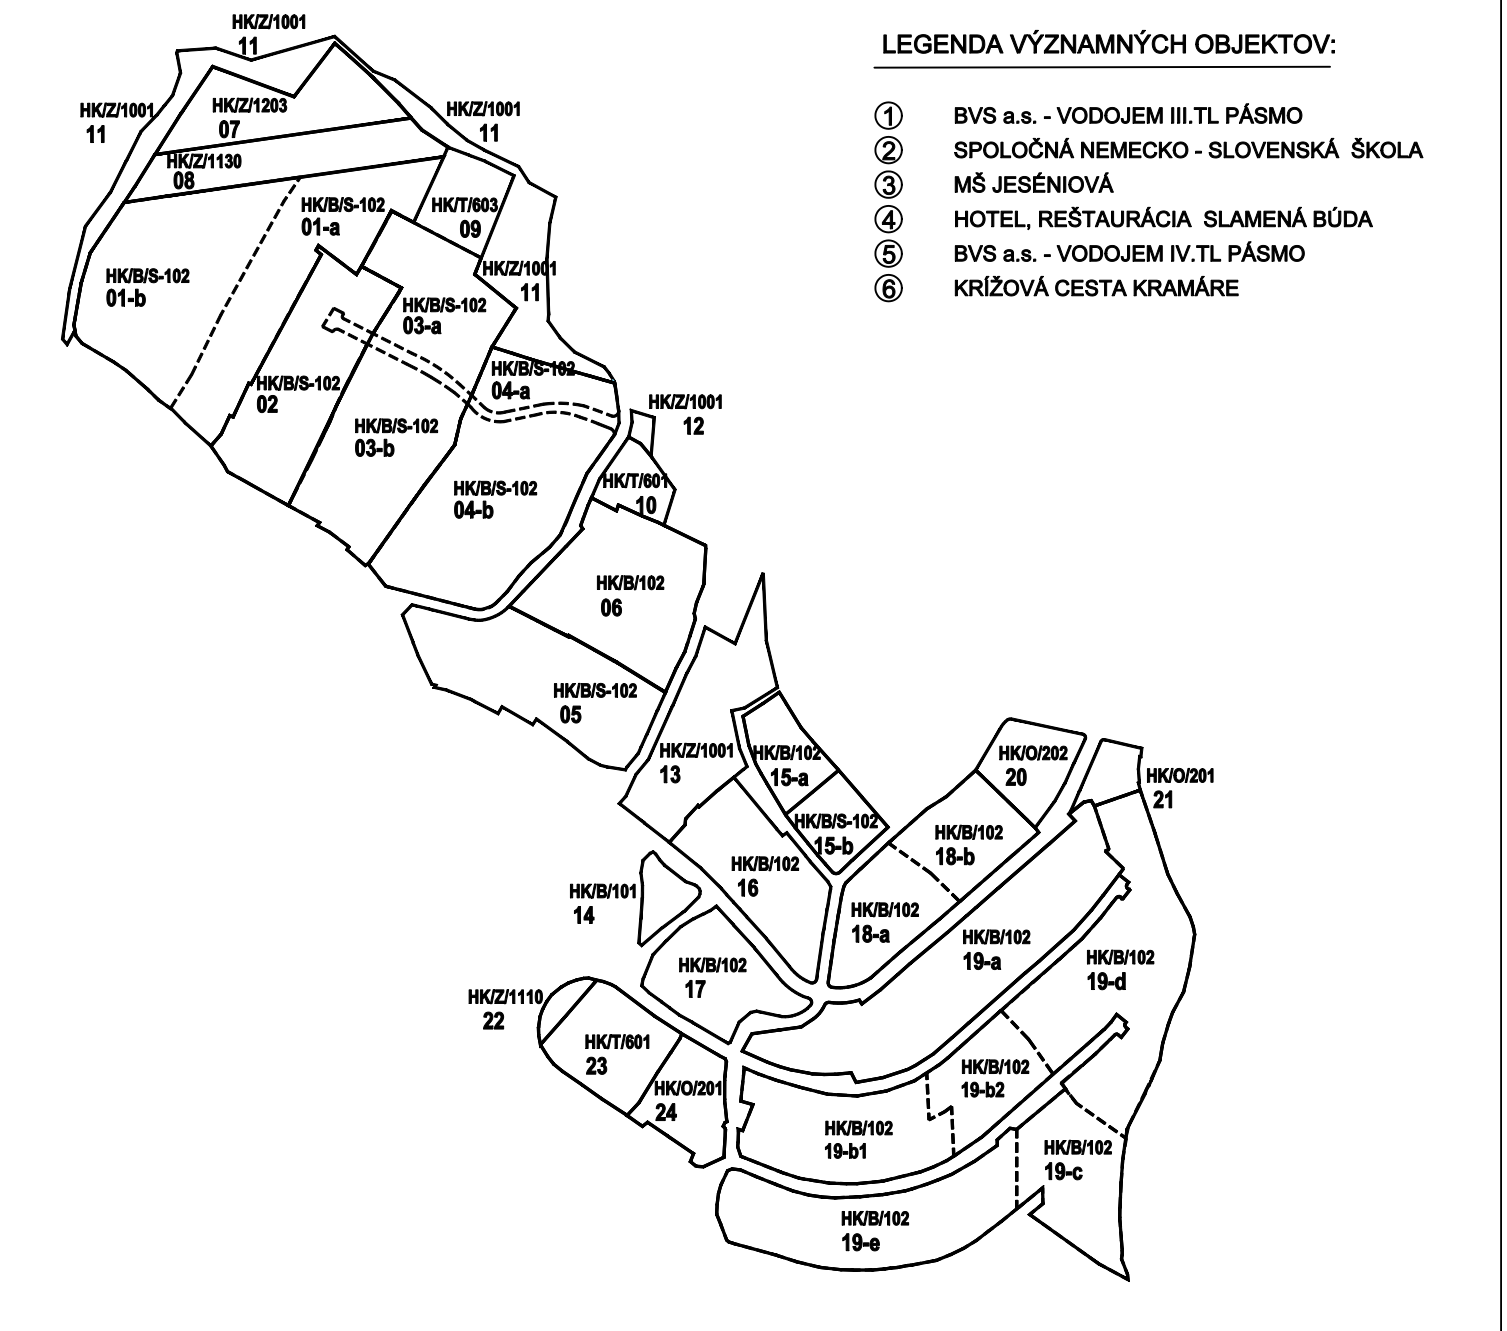 HK/Z/1001
11
LEGENDA VÝZNAMNÝCH OBJEKTOV:
1 BVS a.s. - VODOJEM III.TL PÁSMO
2 SPOLOČNÁ NEMECKO - SLOVENSKÁ ŠKOLA
3 MŠ JESÉNIOVÁ
4 HOTEL, REŠTAURÁCIA SLAMENÁ BÚDA
5 BVS a.s. - VODOJEM IV.TL PÁSMO
6 KRÍŽOVÁ CESTA KRAMÁRE
HK/Z/1001
11
HK/Z/1203
07
HK/Z/1001
11
HK/Z/1130
08
HK/B/S-102
01-a
HK/T/603
09
HK/B/S-102
01-b
HK/Z/1001
11
HK/B/S-102
03-a
HK/B/S-102
02
HK/B/S-102
04-a
HK/Z/1001
12
HK/B/S-102
03-b
HK/B/S-102
04-b
HK/T/601
10
HK/B/102
06
HK/B/S-102
05
HK/Z/1001
13
HK/B/102
15-a
HK/O/202
20
HK/O/201
21
HK/B/S-102
15-b
HK/B/102
18-b
HK/B/102
16
HK/B/101
14
HK/B/102
18-a
HK/B/102
19-a
HK/B/102
17
HK/B/102
19-d
HK/Z/1110
22
HK/T/601
23
HK/B/102
19-b2
HK/O/201
24
HK/B/102
19-b1
HK/B/102
19-c
HK/B/102
19-e